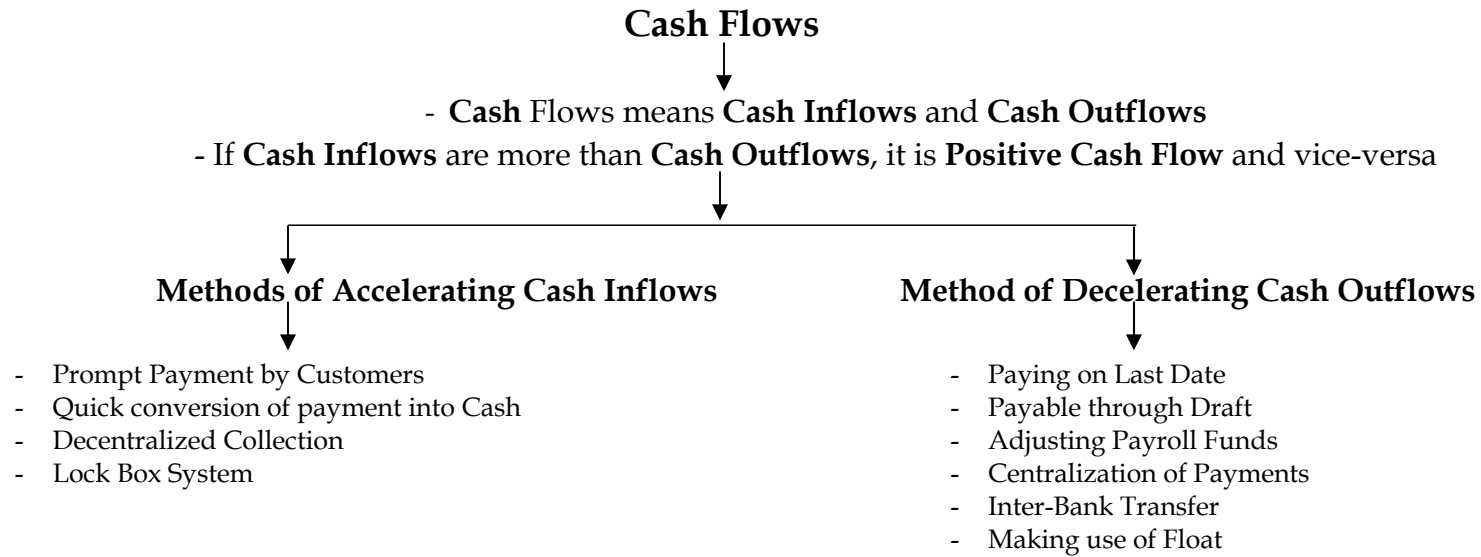 Cash Flows
- Cash Flows means Cash Inflows and Cash Outflows
- If Cash Inflows are more than Cash Outflows, it is Positive Cash Flow and vice-versa
Methods of Accelerating Cash Inflows
- Prompt Payment by Customers
- Quick conversion of payment into Cash
- Decentralized Collection
- Lock Box System
Method of Decelerating Cash Outflows
- Paying on Last Date
- Payable through Draft
- Adjusting Payroll Funds
- Centralization of Payments
- Inter-Bank Transfer
- Making use of Float